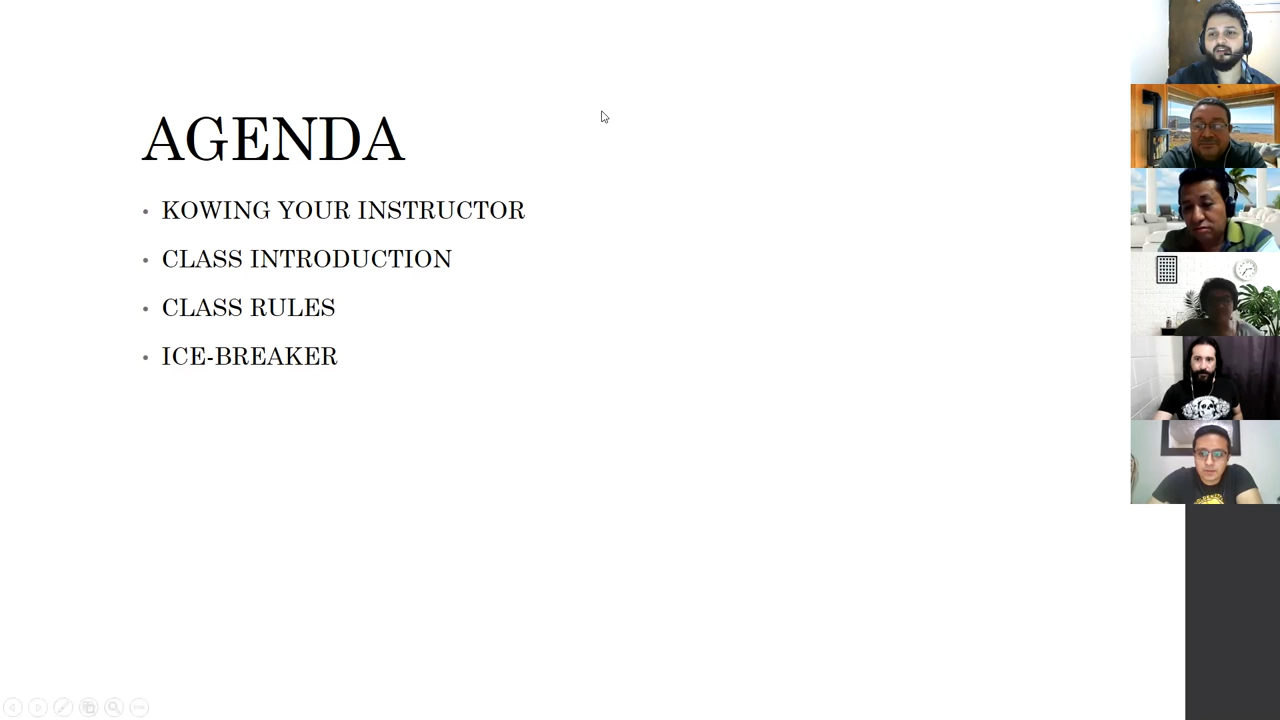 AGENDA
• KOWING YOUR INSTRUCTOR
• CLASS INTRODUCTION
• CLASS RULES
• ICE-BREAKER